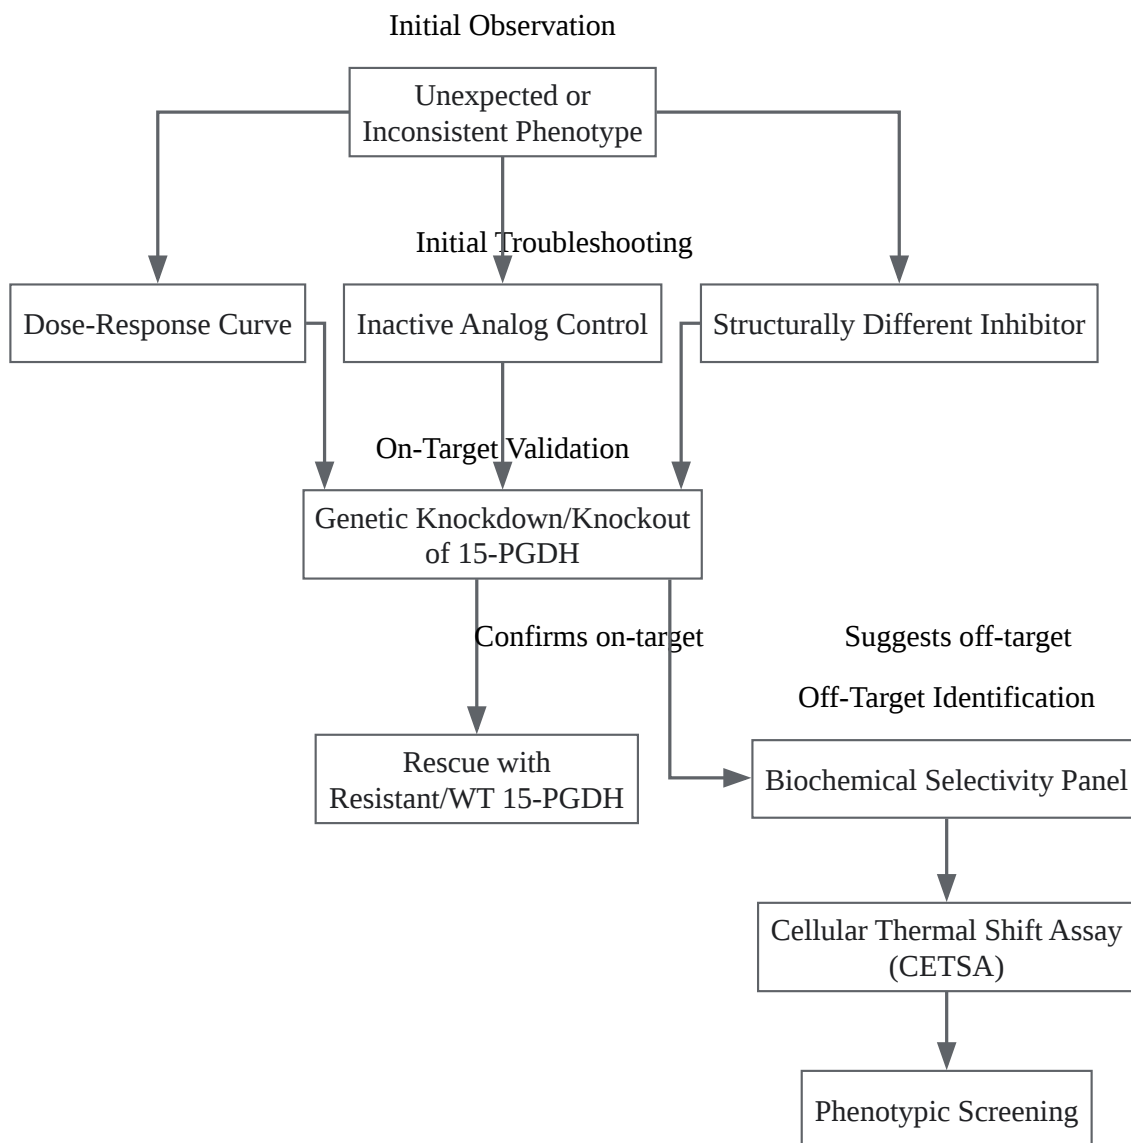 Initial Observation
Unexpected or
Inconsistent Phenotype
Initial Troubleshooting
Dose-Response Curve
Inactive Analog Control
Structurally Different Inhibitor
On-Target Validation
Genetic Knockdown/Knockout
of 15-PGDH
Confirms on-target
Suggests off-target
Off-Target Identification
Rescue with
Resistant/WT 15-PGDH
Biochemical Selectivity Panel
Cellular Thermal Shift Assay
(CETSA)
Phenotypic Screening